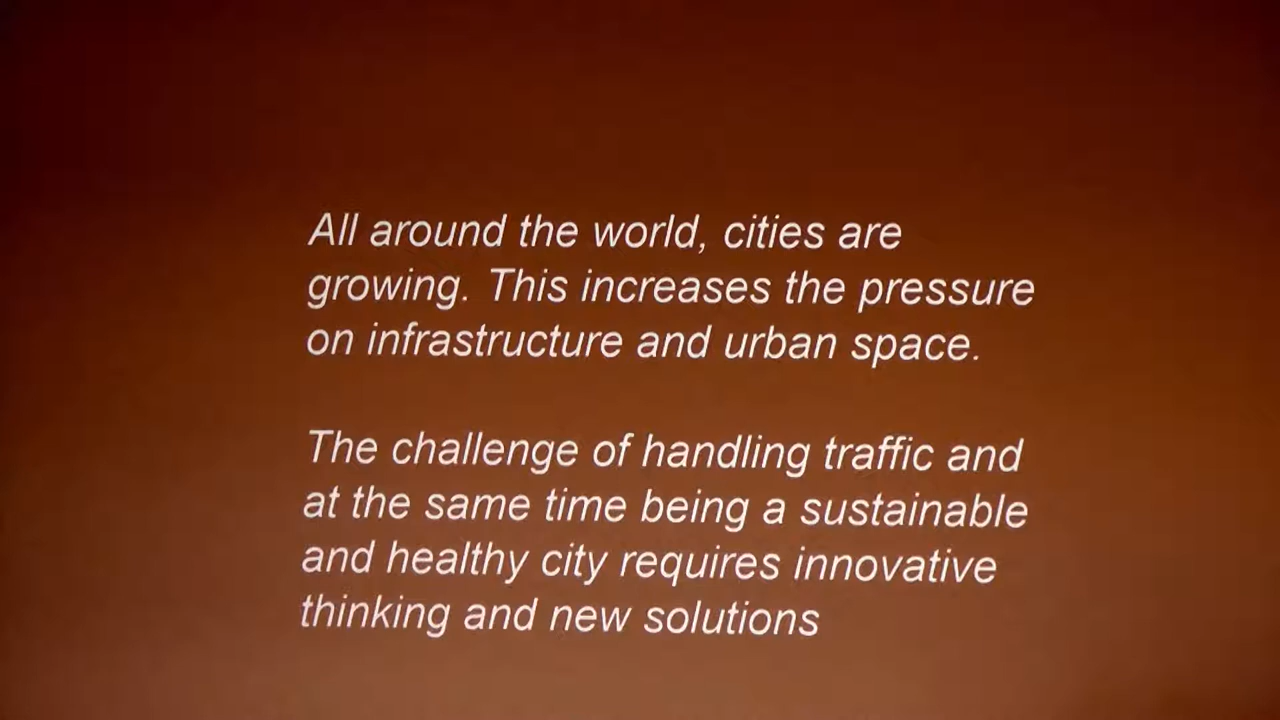 All around the world, cities are
growing. This increases the pressure
on infrastructure and urban space.
The challenge of handling traffic and
at the same time being a sustainable
and healthy city requires innovative
thinking and new solutions